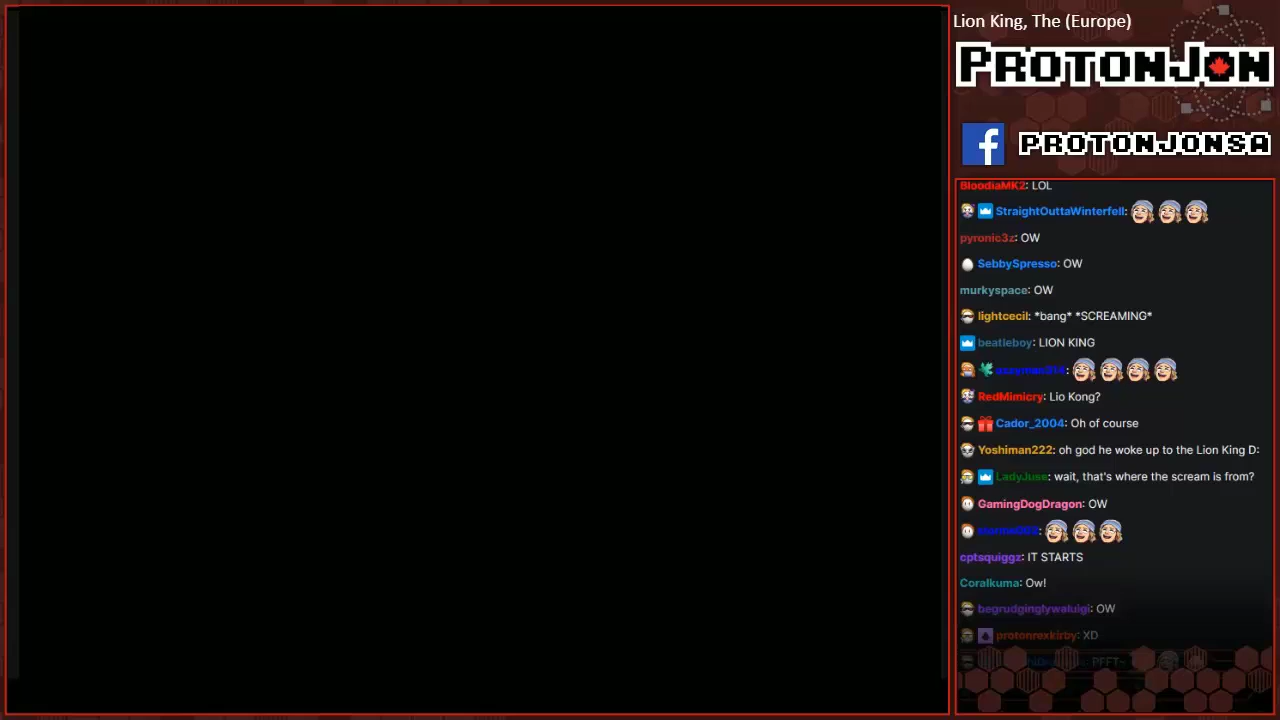 Lion King, The (Europe)
PROTONJON
PROTONJONSA
BloodiaMK2: LOL
StraightOuttaWinterfell:
pyronic3z: OW
SebbySpresso: OW
murkyspace: OW
lightcecil: *bang* *SCREAMING*
beatleboy: LION KING
RedMimicry: Lio Kong?
Cador_2004: Oh of course
Yoshiman222: oh god he woke up to the Lion King D:
LadyJuse: wait, that's where the scream is from?
GamingDogDragon: OW
cptsquiggz: IT STARTS
Coralkuma: Ow!
begrudginglywaluigi: OW
protonrexkirby: XD
PFFT~